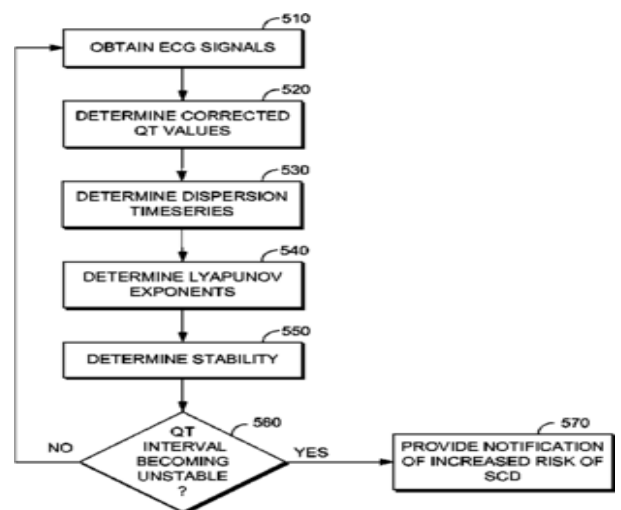 510
OBTAIN ECG SIGNALS
520
DETERMINE CORRECTED
QT VALUES
530
DETERMINE DISPERSION
TIMESERIES
540
DETERMINE LYAPUNOV
EXPONENTS
550
DETERMINE STABILITY
560
QT
INTERVAL
BECOMING
UNSTABLE
?
NO
YES
570
PROVIDE NOTIFICATION
OF INCREASED RISK OF
SCD